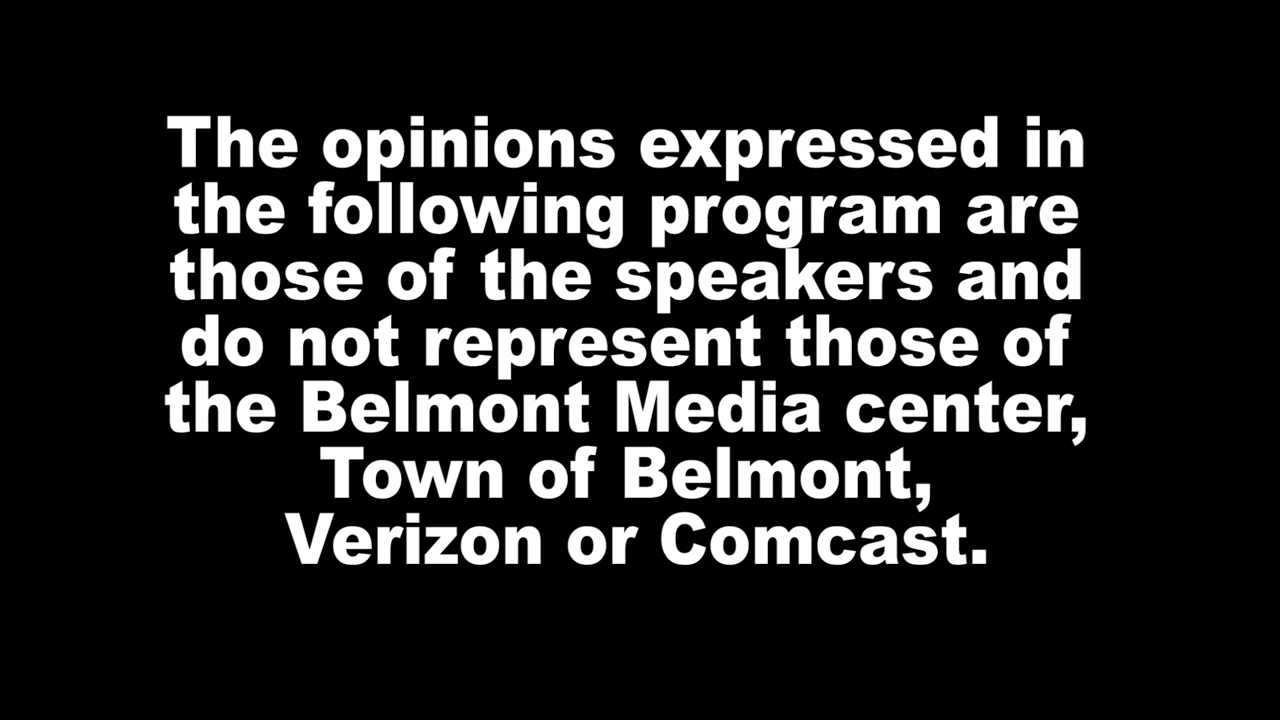 The opinions expressed in
the following program are
those of the speakers and
do not represent those of
the Belmont Media center,
Town of Belmont,
Verizon or Comcast.